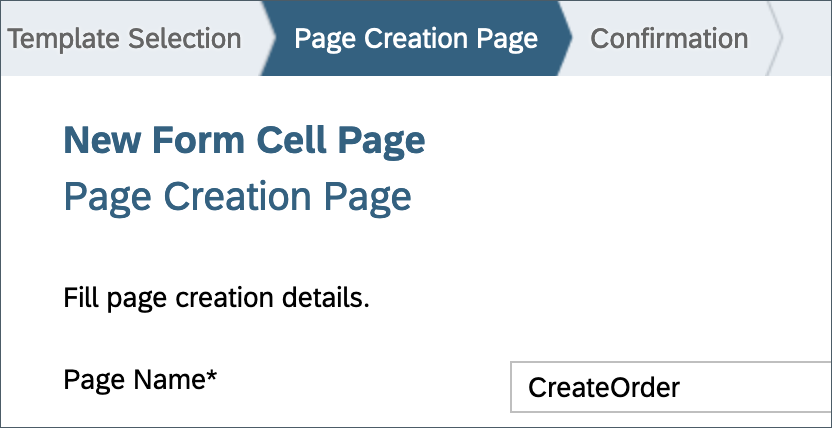 Template Selection Page Creation Page Confirmation
New Form Cell Page
Page Creation Page
Fill page creation details.
Page Name* CreateOrder